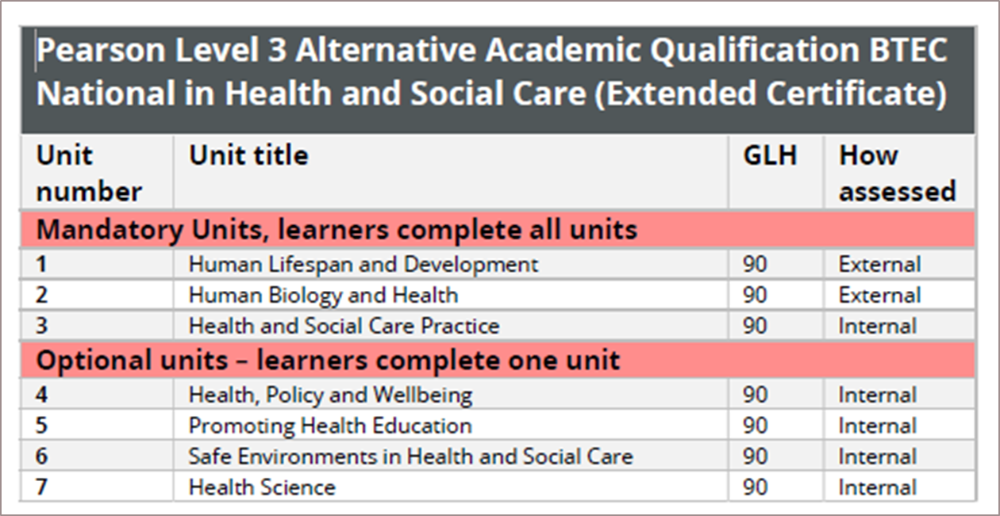 Pearson Level 3 Alternative Academic Qualification BTEC
National in Health and Social Care (Extended Certificate)
Unit number Unit title GLH How assessed
Mandatory Units, learners complete all units
1 Human Lifespan and Development 90 External
2 Human Biology and Health 90 External
3 Health and Social Care Practice 90 Internal
Optional units – learners complete one unit
4 Health, Policy and Wellbeing 90 Internal
5 Promoting Health Education 90 Internal
6 Safe Environments in Health and Social Care 90 Internal
7 Health Science 90 Internal